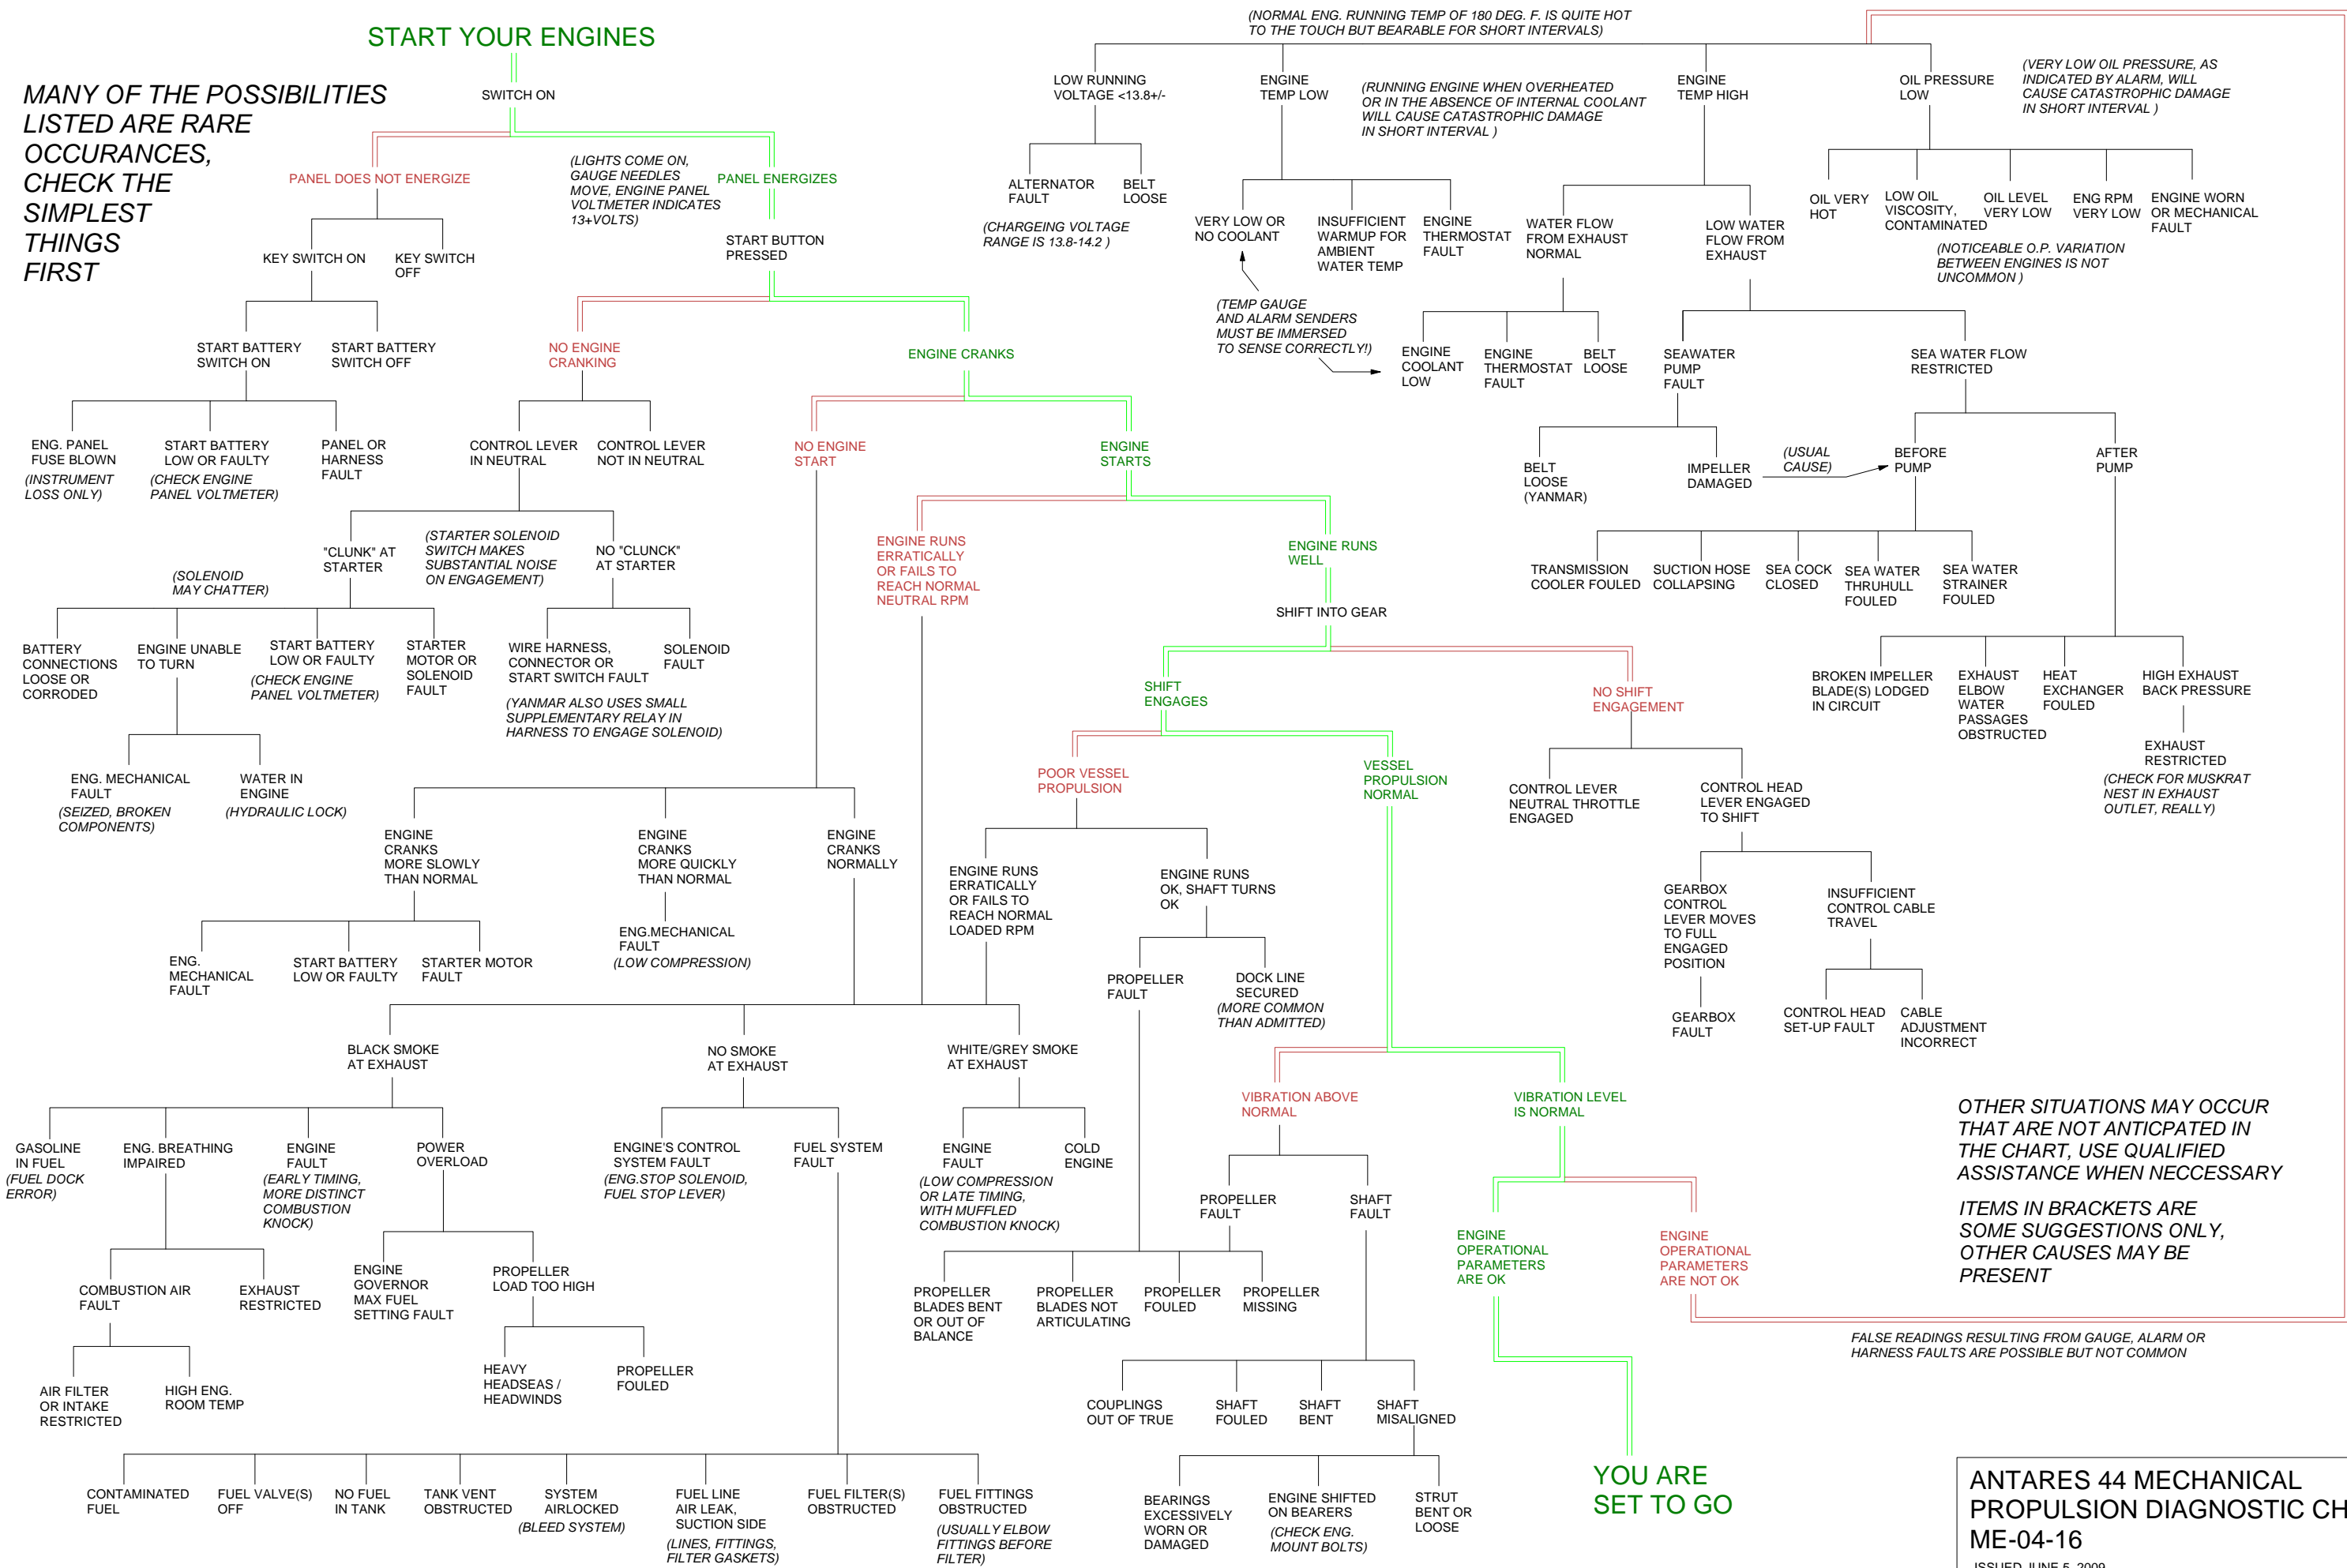 START YOUR ENGINES
MANY OF THE POSSIBILITIES
LISTED ARE RARE
OCCURANCES,
CHECK THE
SIMPLEST
THINGS
FIRST
SWITCH ON
PANEL DOES NOT ENERGIZE
(LIGHTS COME ON,
GAUGE NEEDLES
MOVE, ENGINE PANEL
VOLTMETER INDICATES
13+VOLTS)
PANEL ENERGIZES
KEY SWITCH ON
KEY SWITCH
OFF
START BUTTON
PRESSED
START BATTERY
SWITCH ON
START BATTERY
SWITCH OFF
NO ENGINE
CRANKING
ENGINE CRANKS
ENG. PANEL
FUSE BLOWN
(INSTRUMENT
LOSS ONLY)
START BATTERY
LOW OR FAULTY
(CHECK ENGINE
PANEL VOLTMETER)
PANEL OR
HARNESS
FAULT
CONTROL LEVER
IN NEUTRAL
CONTROL LEVER
NOT IN NEUTRAL
NO ENGINE
START
ENGINE
STARTS
"CLUNK" AT
STARTER
(STARTER SOLENOID
SWITCH MAKES
SUBSTANTIAL NOISE
ON ENGAGEMENT)
NO "CLUNCK"
AT STARTER
(SOLENOID
MAY CHATTER)
ENGINE RUNS
ERRATICALLY
OR FAILS TO
REACH NORMAL
NEUTRAL RPM
ENGINE RUNS
WELL
SHIFT INTO GEAR
BATTERY
CONNECTIONS
LOOSE OR
CORRODED
ENGINE UNABLE
TO TURN
START BATTERY
LOW OR FAULTY
(CHECK ENGINE
PANEL VOLTMETER)
STARTER
MOTOR OR
SOLENOID
FAULT
WIRE HARNESS,
CONNECTOR OR
START SWITCH FAULT
SOLENOID
FAULT
(YANMAR ALSO USES SMALL
SUPPLEMENTARY RELAY IN
HARNESS TO ENGAGE SOLENOID)
ENG. MECHANICAL
FAULT
(SEIZED, BROKEN
COMPONENTS)
WATER IN
ENGINE
(HYDRAULIC LOCK)
SHIFT
ENGAGES
NO SHIFT
ENGAGEMENT
POOR VESSEL
PROPULSION
VESSEL
PROPULSION
NORMAL
CONTROL LEVER
NEUTRAL THROTTLE
ENGAGED
CONTROL HEAD
LEVER ENGAGED
TO SHIFT
ENGINE
CRANKS
MORE SLOWLY
THAN NORMAL
ENGINE
CRANKS
MORE QUICKLY
THAN NORMAL
ENGINE
CRANKS
NORMALLY
ENGINE RUNS
ERRATICALLY
OR FAILS TO
REACH NORMAL
LOADED RPM
ENGINE RUNS
OK, SHAFT TURNS
OK
GEARBOX
CONTROL
LEVER MOVES
TO FULL
ENGAGED
POSITION
INSUFFICIENT
CONTROL CABLE
TRAVEL
ENG.
MECHANICAL
FAULT
START BATTERY
LOW OR FAULTY
STARTER MOTOR
FAULT
ENG.MECHANICAL
FAULT
(LOW COMPRESSION)
PROPELLER
FAULT
DOCK LINE
SECURED
(MORE COMMON
THAN ADMITTED)
GEARBOX
FAULT
CONTROL HEAD
SET-UP FAULT
CABLE
ADJUSTMENT
INCORRECT
BLACK SMOKE
AT EXHAUST
NO SMOKE
AT EXHAUST
WHITE/GREY SMOKE
AT EXHAUST
VIBRATION ABOVE
NORMAL
VIBRATION LEVEL
IS NORMAL
GASOLINE
IN FUEL
(FUEL DOCK
ERROR)
ENG. BREATHING
IMPAIRED
ENGINE
FAULT
(EARLY TIMING,
MORE DISTINCT
COMBUSTION
KNOCK)
POWER
OVERLOAD
ENGINE'S CONTROL
SYSTEM FAULT
(ENG.STOP SOLENOID,
FUEL STOP LEVER)
FUEL SYSTEM
FAULT
ENGINE
FAULT
(LOW COMPRESSION
OR LATE TIMING,
WITH MUFFLED
COMBUSTION KNOCK)
COLD
ENGINE
PROPELLER
FAULT
SHAFT
FAULT
COMBUSTION AIR
FAULT
EXHAUST
RESTRICTED
ENGINE
GOVERNOR
MAX FUEL
SETTING FAULT
PROPELLER
LOAD TOO HIGH
PROPELLER
BLADES BENT
OR OUT OF
BALANCE
PROPELLER
BLADES NOT
ARTICULATING
PROPELLER
FOULED
PROPELLER
MISSING
ENGINE
OPERATIONAL
PARAMETERS
ARE OK
ENGINE
OPERATIONAL
PARAMETERS
ARE NOT OK
AIR FILTER
OR INTAKE
RESTRICTED
HIGH ENG.
ROOM TEMP
HEAVY
HEADSEAS /
HEADWINDS
PROPELLER
FOULED
COUPLINGS
OUT OF TRUE
SHAFT
FOULED
SHAFT
BENT
SHAFT
MISALIGNED
CONTAMINATED
FUEL
FUEL VALVE(S)
OFF
NO FUEL
IN TANK
TANK VENT
OBSTRUCTED
SYSTEM
AIRLOCKED
(BLEED SYSTEM)
FUEL LINE
AIR LEAK,
SUCTION SIDE
(LINES, FITTINGS,
FILTER GASKETS)
FUEL FILTER(S)
OBSTRUCTED
FUEL FITTINGS
OBSTRUCTED
(USUALLY ELBOW
FITTINGS BEFORE
FILTER)
BEARINGS
EXCESSIVELY
WORN OR
DAMAGED
ENGINE SHIFTED
ON BEARERS
(CHECK ENG.
MOUNT BOLTS)
STRUT
BENT OR
LOOSE
YOU ARE
SET TO GO
(NORMAL ENG. RUNNING TEMP OF 180 DEG. F. IS QUITE HOT
TO THE TOUCH BUT BEARABLE FOR SHORT INTERVALS)
LOW RUNNING
VOLTAGE <13.8+/-
ENGINE
TEMP LOW
(RUNNING ENGINE WHEN OVERHEATED
OR IN THE ABSENCE OF INTERNAL COOLANT
WILL CAUSE CATASTROPHIC DAMAGE
IN SHORT INTERVAL )
ENGINE
TEMP HIGH
OIL PRESSURE
LOW
(VERY LOW OIL PRESSURE, AS
INDICATED BY ALARM, WILL
CAUSE CATASTROPHIC DAMAGE
IN SHORT INTERVAL )
ALTERNATOR
FAULT
BELT
LOOSE
(CHARGEING VOLTAGE
RANGE IS 13.8-14.2 )
VERY LOW OR
NO COOLANT
INSUFFICIENT
WARMUP FOR
AMBIENT
WATER TEMP
ENGINE
THERMOSTAT
FAULT
WATER FLOW
FROM EXHAUST
NORMAL
LOW WATER
FLOW FROM
EXHAUST
OIL VERY
HOT
LOW OIL
VISCOSITY,
CONTAMINATED
OIL LEVEL
VERY LOW
ENG RPM
VERY LOW
ENGINE WORN
OR MECHANICAL
FAULT
(NOTICEABLE O.P. VARIATION
BETWEEN ENGINES IS NOT
UNCOMMON )
(TEMP GAUGE
AND ALARM SENDERS
MUST BE IMMERSED
TO SENSE CORRECTLY!)
ENGINE
COOLANT
LOW
ENGINE
THERMOSTAT
FAULT
BELT
LOOSE
SEAWATER
PUMP
FAULT
SEA WATER FLOW
RESTRICTED
BELT
LOOSE
(YANMAR)
IMPELLER
DAMAGED
(USUAL
CAUSE)
BEFORE
PUMP
AFTER
PUMP
TRANSMISSION
COOLER FOULED
SUCTION HOSE
COLLAPSING
SEA COCK
CLOSED
SEA WATER
THRUHULL
FOULED
SEA WATER
STRAINER
FOULED
BROKEN IMPELLER
BLADE(S) LODGED
IN CIRCUIT
EXHAUST
ELBOW
WATER
PASSAGES
OBSTRUCTED
HEAT
EXCHANGER
FOULED
HIGH EXHAUST
BACK PRESSURE
EXHAUST
RESTRICTED
(CHECK FOR MUSKRAT
NEST IN EXHAUST
OUTLET, REALLY)
OTHER SITUATIONS MAY OCCUR
THAT ARE NOT ANTICPATED IN
THE CHART, USE QUALIFIED
ASSISTANCE WHEN NECCESSARY
ITEMS IN BRACKETS ARE
SOME SUGGESTIONS ONLY,
OTHER CAUSES MAY BE
PRESENT
FALSE READINGS RESULTING FROM GAUGE, ALARM OR
HARNESS FAULTS ARE POSSIBLE BUT NOT COMMON
ANTARES 44 MECHANICAL
PROPULSION DIAGNOSTIC CH
ME-04-16
ISSUED JUNE 5, 2009